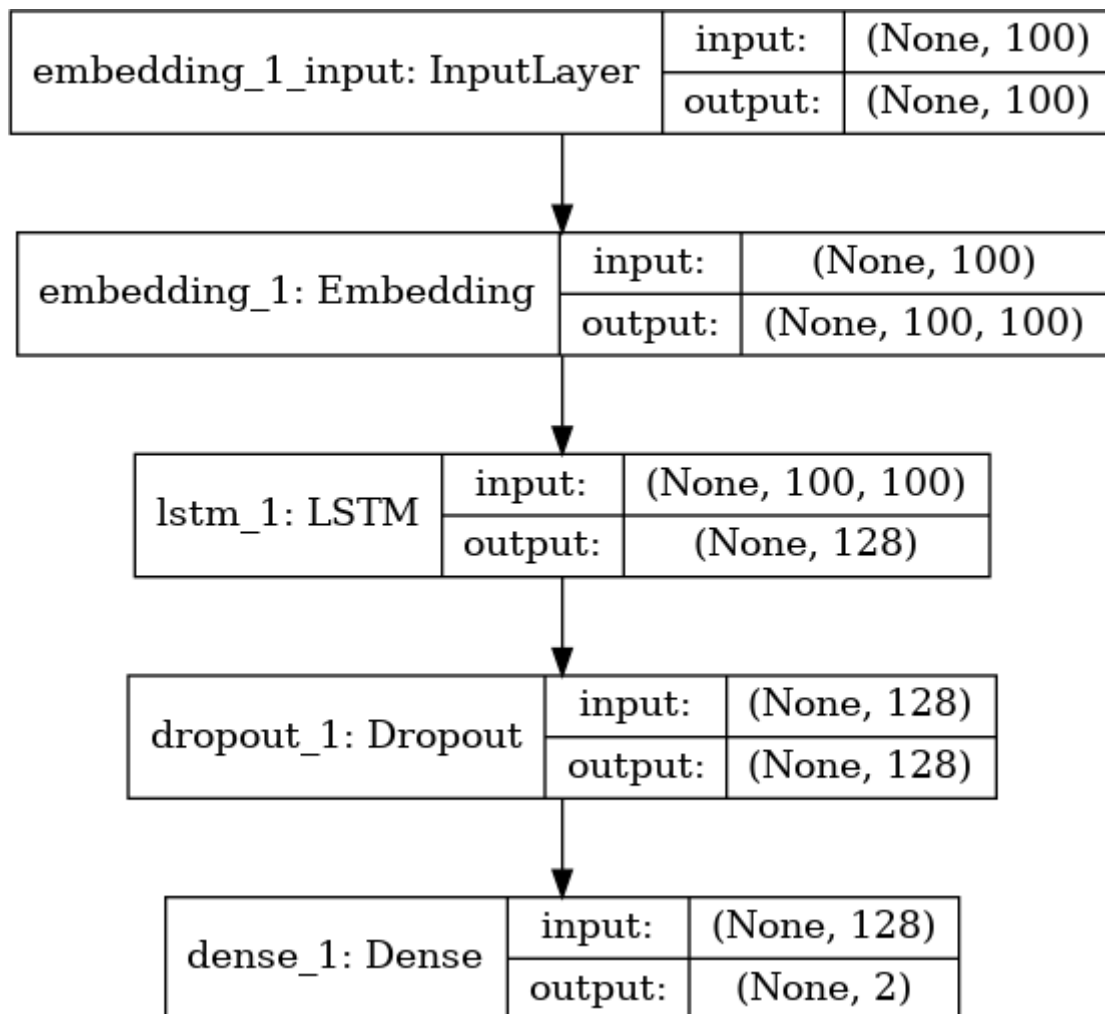 embedding_1_input: InputLayer
input:
(None, 100)
output:
(None, 100)
embedding_1: Embedding
input:
(None, 100)
output:
(None, 100, 100)
lstm_1: LSTM
input:
(None, 100, 100)
output:
(None, 128)
dropout_1: Dropout
input:
(None, 128)
output:
(None, 128)
dense_1: Dense
input:
(None, 128)
output:
(None, 2)